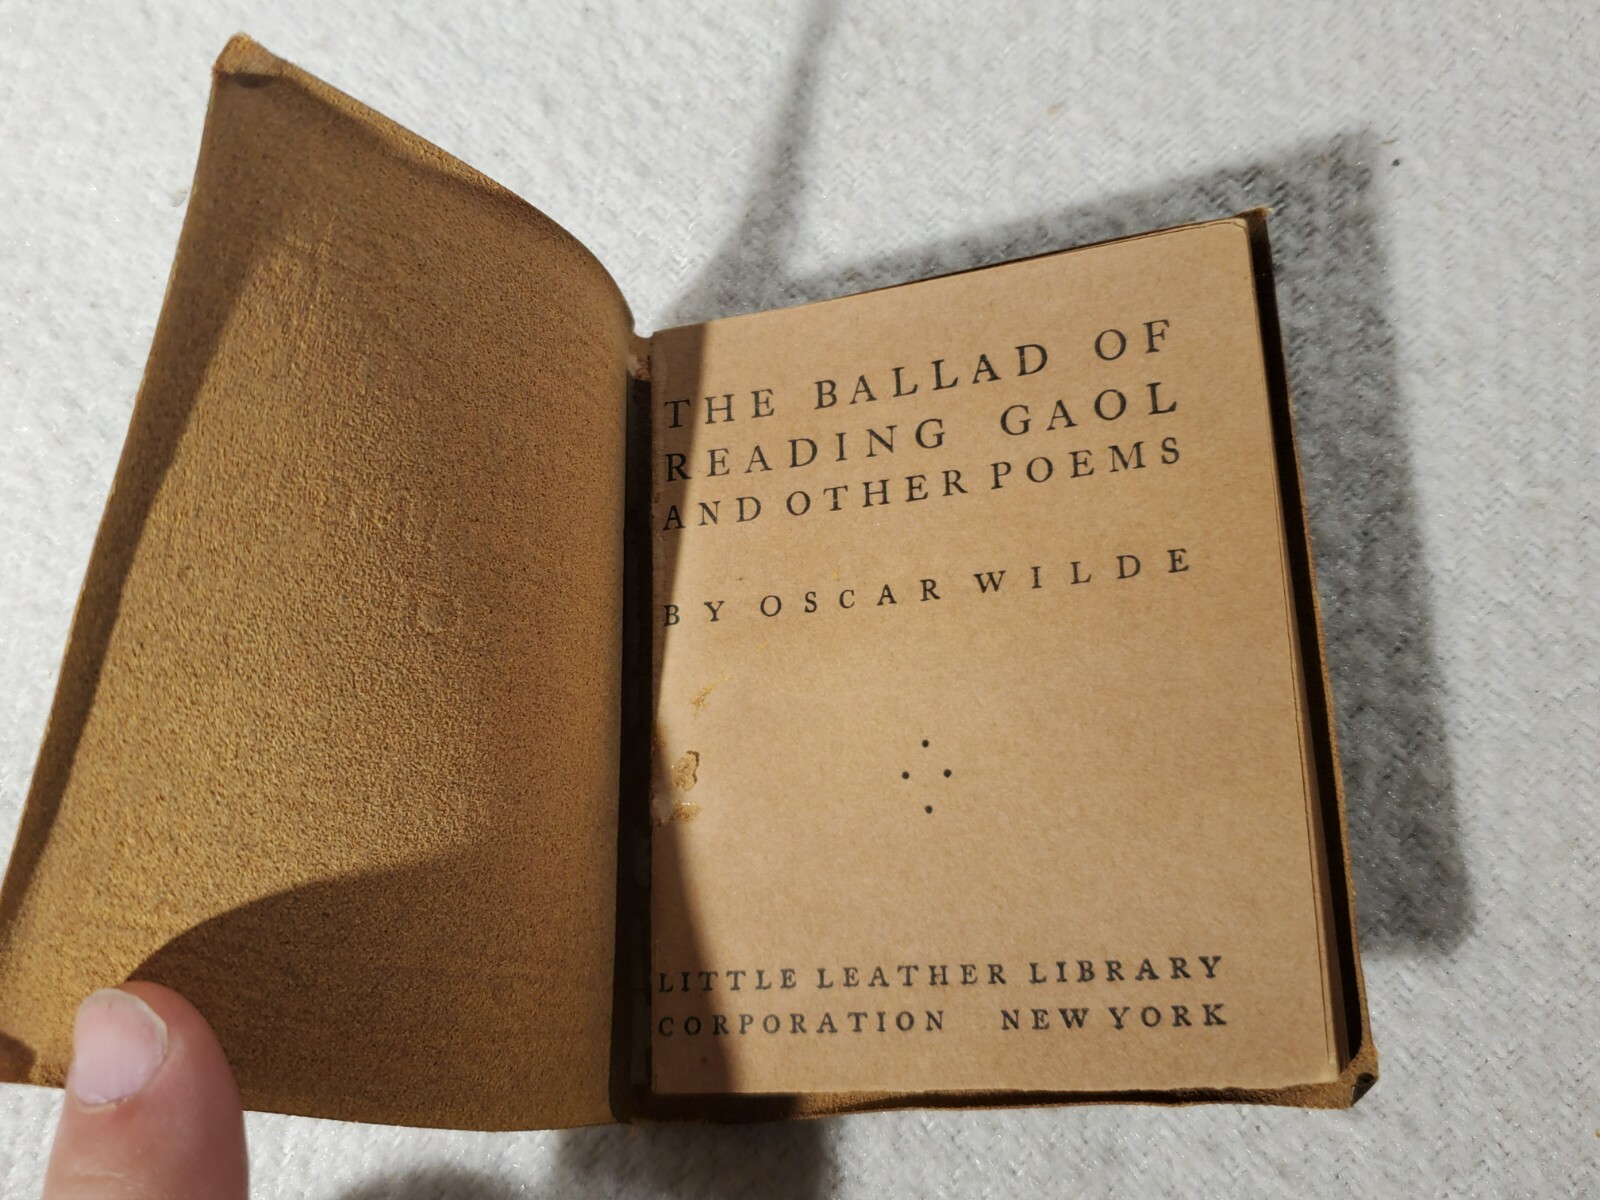 THE BALLAD OF
READING GAOL
AND OTHER POEMS
BY OSCAR WILDE
LITTLE LEATHER LIBRARY
CORPORATION NEW YORK